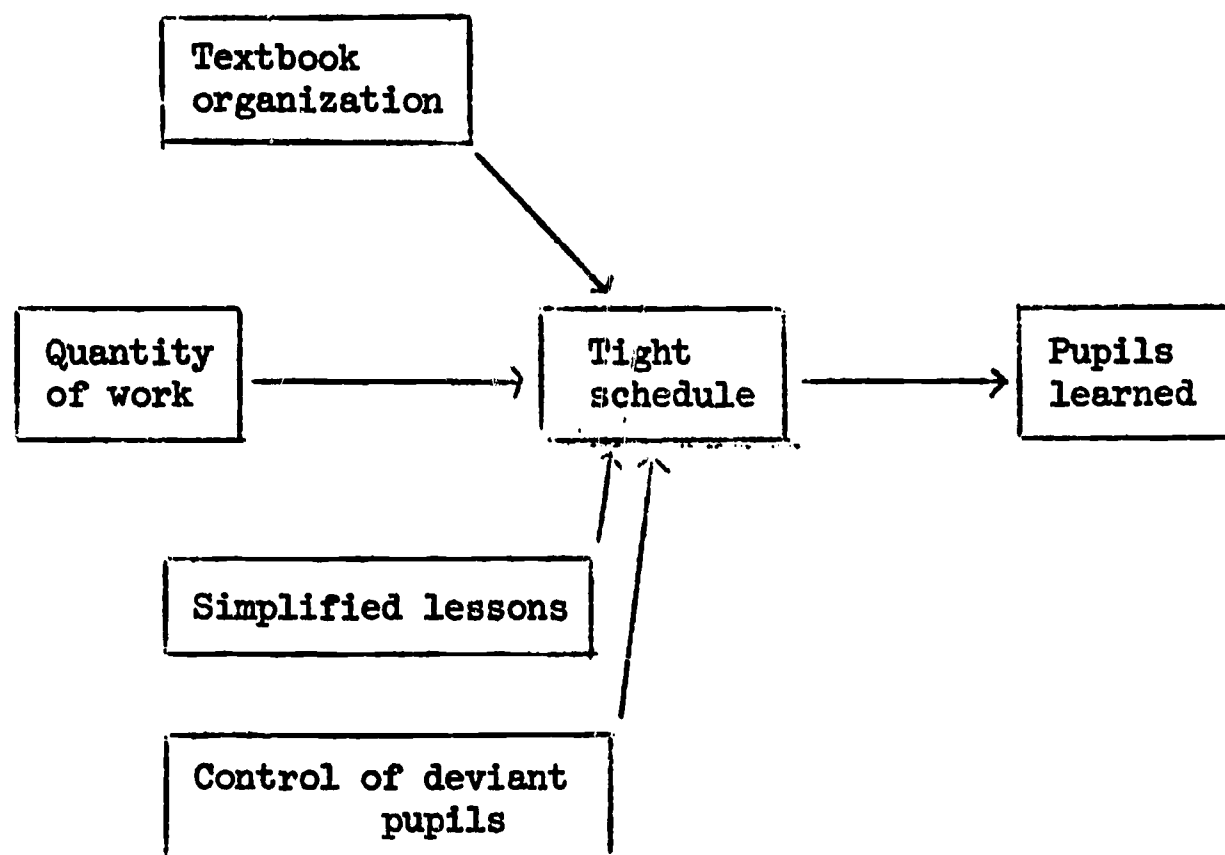 Textbook
organization
Quantity
of work
Tight
schedule
Pupils
learned
Simplified lessons
Control of deviant
pupils